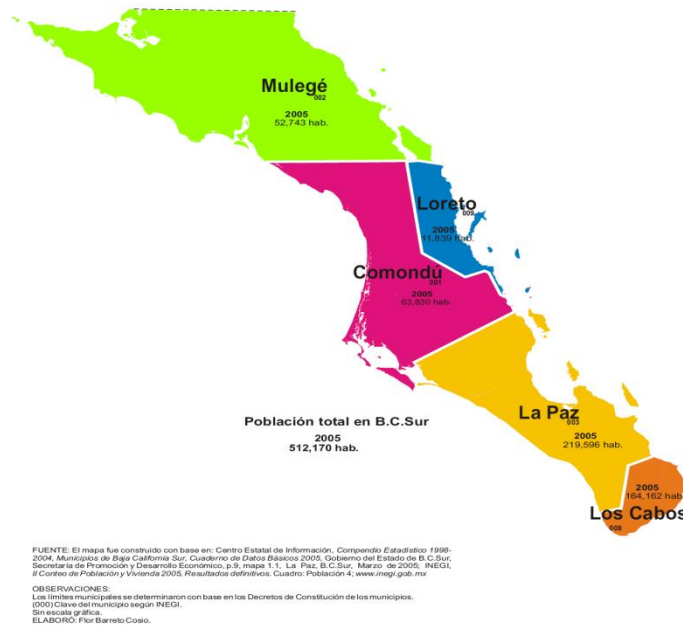 Mulegé
002
2005
52,743 hab.
Loreto
009
2005
11,839 hab.
Comondú
001
2005
63,830 hab.
La Paz
003
2005
219,596 hab.
2005
164,162 hab.
Los Cabos
008
Población total en B.C.Sur
2005
512,170 hab.
FUENTE: El mapa fue construido con base en: Centro Estatal de Información, Compendio Estadístico 1998-
2004, Municipios de Baja California Sur, Cuaderno de Datos Básicos 2005, Gobierno del Estado de B.C.Sur,
Secretaría de Promoción y Desarrollo Económico, p.9, mapa 1.1, La Paz, B.C.Sur, Marzo de 2005; INEGI,
II Conteo de Población y Vivienda 2005, Resultados definitivos. Cuadro: Población 4; www.inegi.gob.mx
OBSERVACIONES:
Los límites municipales se determinaron con base en los Decretos de Constitución de los municipios.
(000) Clave del municipio según INEGI.
Sin escala gráfica.
ELABORÓ: Flor Barreto Cosio.